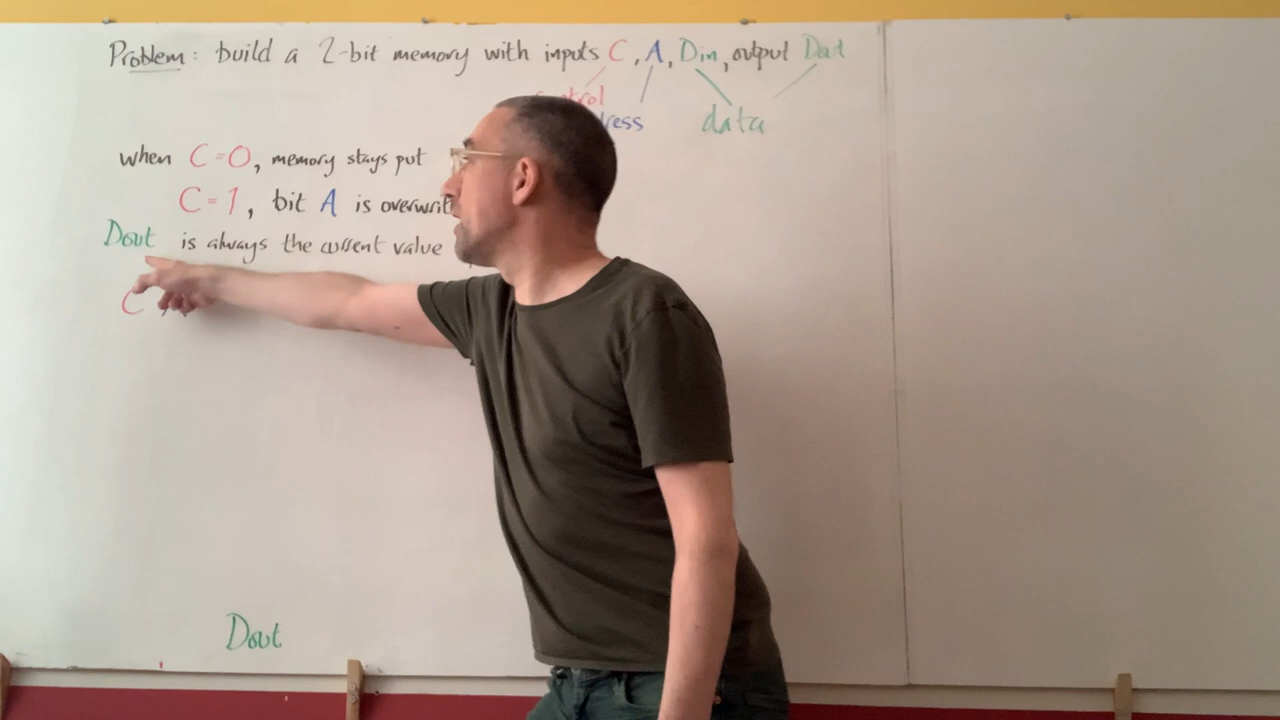 Problem: build a 2-bit memory with inputs C, A, Din, output Dout
data
when C=0, memory stays put
C=1, bit A is
Dout is always the current value
C
Dout